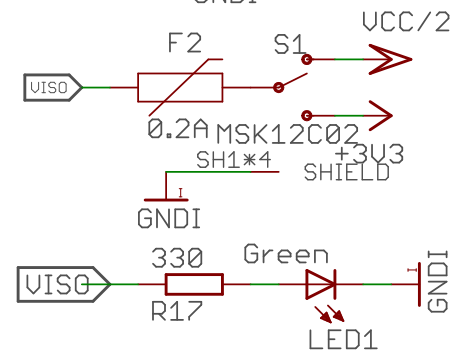 GNDI
VCC/2
F2
S1
VISO
0.2A
MSK12C02
+3V3
SH1*4
SHIELD
I
GNDI
330
Green
VISO
I
GNDI
R17
LED1